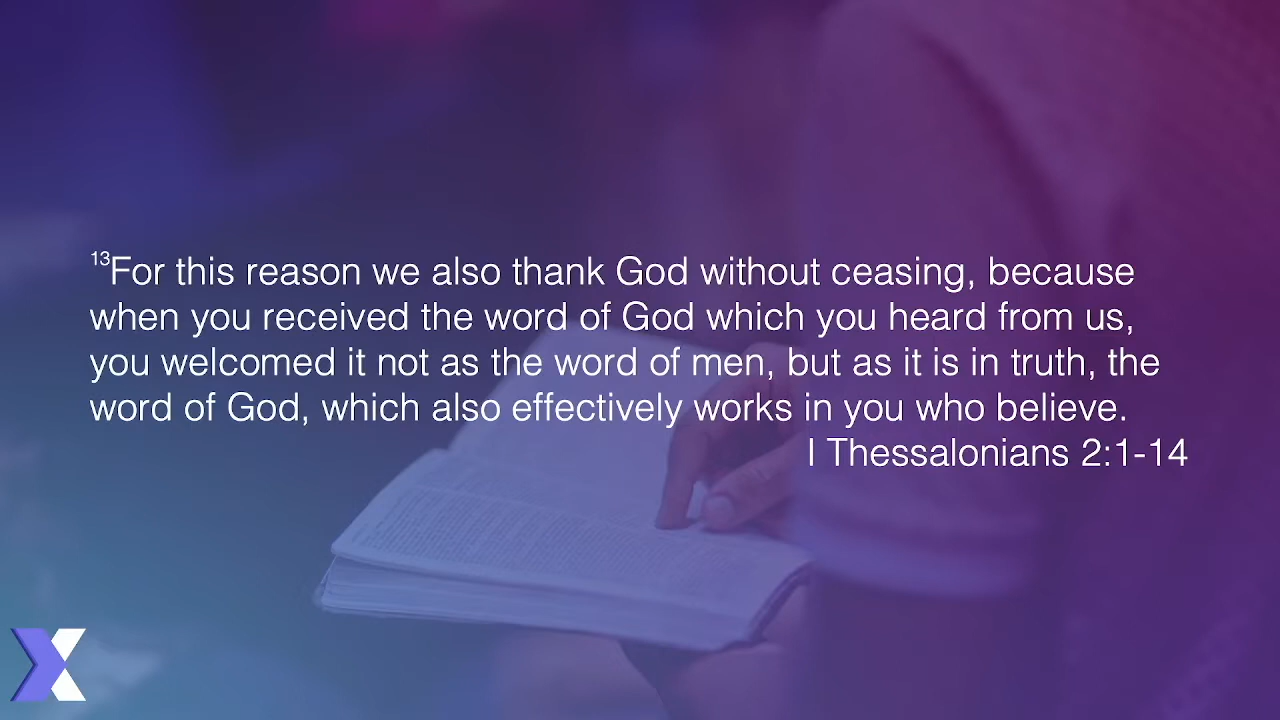 ¹³For this reason we also thank God without ceasing, because
when you received the word of God which you heard from us,
you welcomed it not as the word of men, but as it is in truth, the
word of God, which also effectively works in you who believe.
I Thessalonians 2:1-14